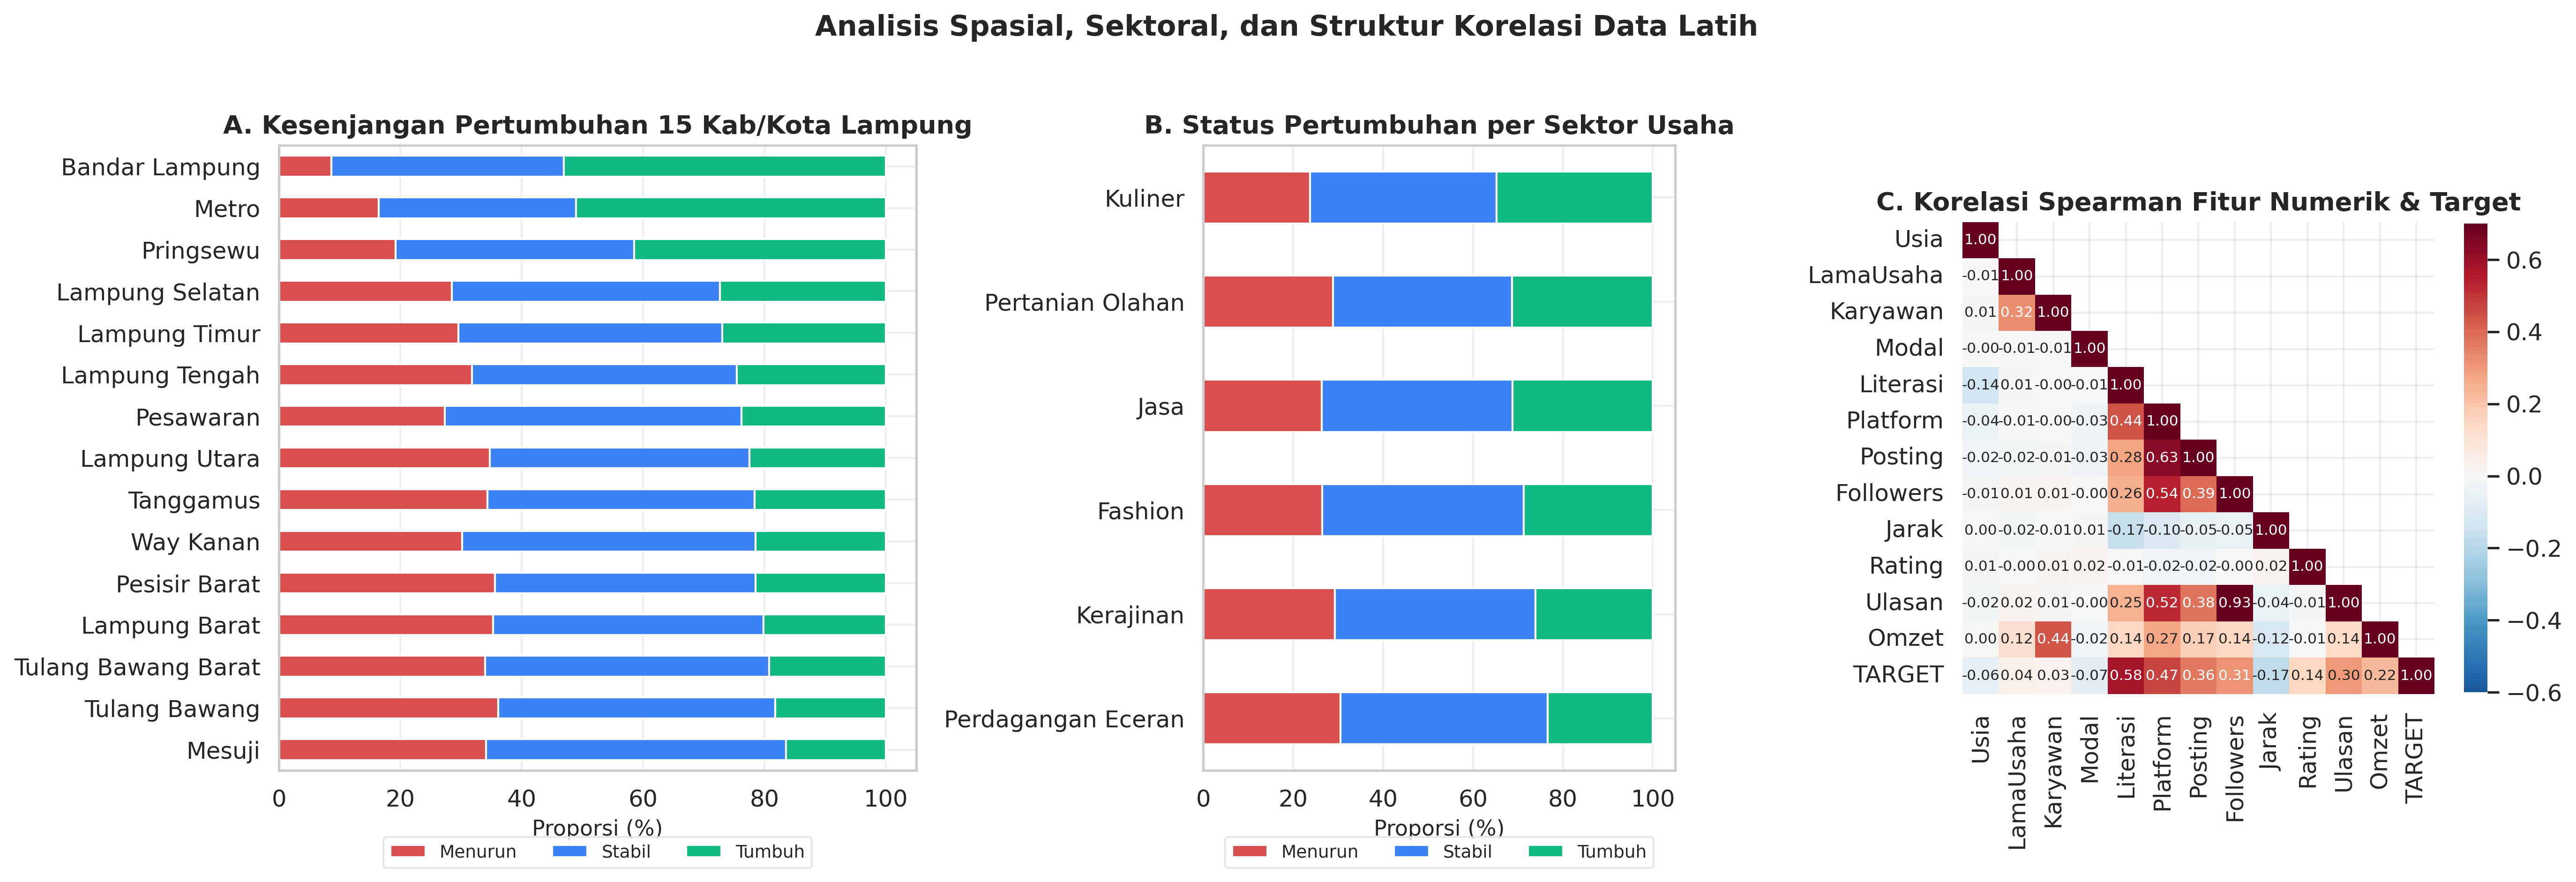 Analisis Spasial, Sektoral, dan Struktur Korelasi Data Latih
A. Kesenjangan Pertumbuhan 15 Kab/Kota Lampung
Bandar Lampung
Metro
Pringsewu
Lampung Selatan
Lampung Timur
Lampung Tengah
Pesawaran
Lampung Utara
Tanggamus
Way Kanan
Pesisir Barat
Lampung Barat
Tulang Bawang Barat
Tulang Bawang
Mesuji
0 20 40 60 80 100
Proporsi (%)
Menurun Stabil Tumbuh
B. Status Pertumbuhan per Sektor Usaha
Kuliner
Pertanian Olahan
Jasa
Fashion
Kerajinan
Perdagangan Eceran
0 20 40 60 80 100
Proporsi (%)
Menurun Stabil Tumbuh
C. Korelasi Spearman Fitur Numerik & Target
Usia 1.00
LamaUsaha -0.01 1.00
Karyawan 0.01 0.32 1.00
Modal -0.00 -0.01 -0.01 1.00
Literasi -0.14 0.01 -0.00 -0.01 1.00
Platform -0.04 -0.01 -0.00 -0.03 0.44 1.00
Posting -0.02 -0.02 -0.01 -0.03 0.28 0.63 1.00
Followers -0.01 0.01 0.01 -0.00 0.26 0.54 0.39 1.00
Jarak 0.00 -0.02 -0.01 0.01 -0.17 -0.10 -0.05 -0.05 1.00
Rating 0.01 -0.00 0.01 0.02 -0.01 -0.02 -0.02 -0.00 0.02 1.00
Ulasan -0.02 0.02 0.01 -0.00 0.25 0.52 0.38 0.93 -0.04 -0.01 1.00
Omzet 0.00 0.12 0.44 -0.02 0.14 0.27 0.17 0.14 -0.12 -0.01 0.14 1.00
TARGET -0.06 0.04 0.03 -0.07 0.58 0.47 0.36 0.31 -0.17 0.14 0.30 0.22 1.00
Usia LamaUsaha Karyawan Modal Literasi Platform Posting Followers Jarak Rating Ulasan Omzet TARGET
0.6
0.4
0.2
0.0
−0.2
−0.4
−0.6